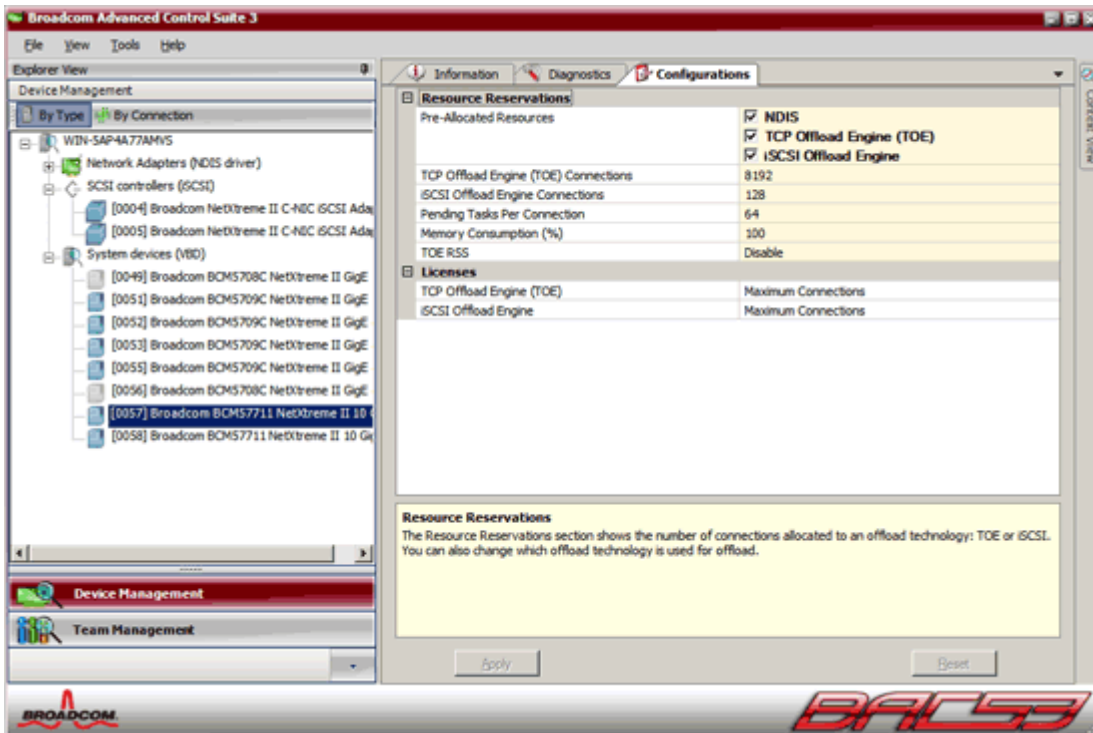 Broadcom Advanced Control Suite 3
File View Tools Help
Explorer View
Device Management
By Type By Connection
WIN-SAP4A77AMVS
Network Adapters (NDIS driver)
SCSI controllers (iSCSI)
[0004] Broadcom NetXtreme II C-NIC iSCSI Ada
[0005] Broadcom NetXtreme II C-NIC iSCSI Ada
System devices (VBD)
[0049] Broadcom BCM5708C NetXtreme II GigE
[0051] Broadcom BCM5709C NetXtreme II GigE
[0052] Broadcom BCM5709C NetXtreme II GigE
[0053] Broadcom BCM5709C NetXtreme II GigE
[0055] Broadcom BCM5709C NetXtreme II GigE
[0056] Broadcom BCM5708C NetXtreme II GigE
[0057] Broadcom BCM57711 NetXtreme II 10
[0058] Broadcom BCM57711 NetXtreme II 10 Gig
Device Management
Team Management
Information Diagnostics Configurations
Resource Reservations
Pre-Allocated Resources NDIS
TCP Offload Engine (TOE)
iSCSI Offload Engine
TCP Offload Engine (TOE) Connections 8192
iSCSI Offload Engine Connections 128
Pending Tasks Per Connection 64
Memory Consumption (%) 100
TOE RSS Disable
Licenses
TCP Offload Engine (TOE) Maximum Connections
iSCSI Offload Engine Maximum Connections
Resource Reservations
The Resource Reservations section shows the number of connections allocated to an offload technology: TOE or iSCSI.
You can also change which offload technology is used for offload.
Apply Reset
Context View
BROADCOM.
BACS3